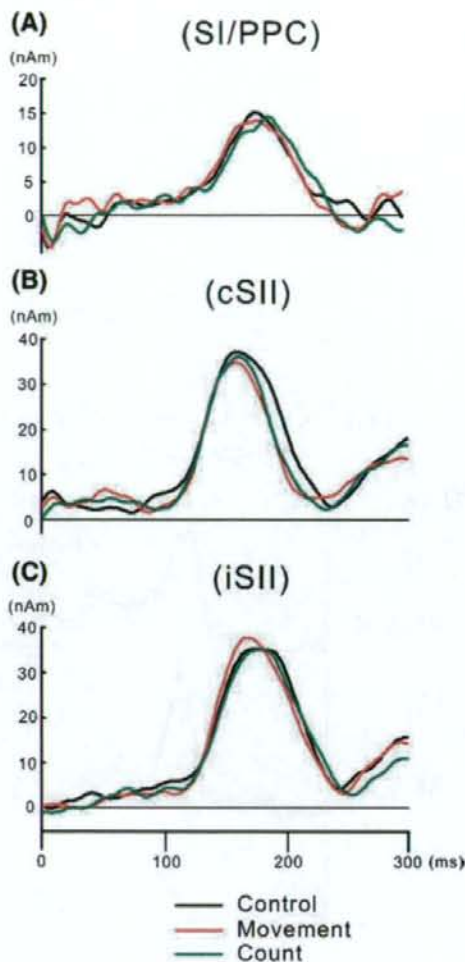 (A)
(SI/PPC)
(nAm)
20
15
10
5
0
(B)
(cSII)
(nAm)
40
30
20
10
0
(C)
(iSII)
(nAm)
40
30
20
10
0
0 100 200 300 (ms)
Control
Movement
Count